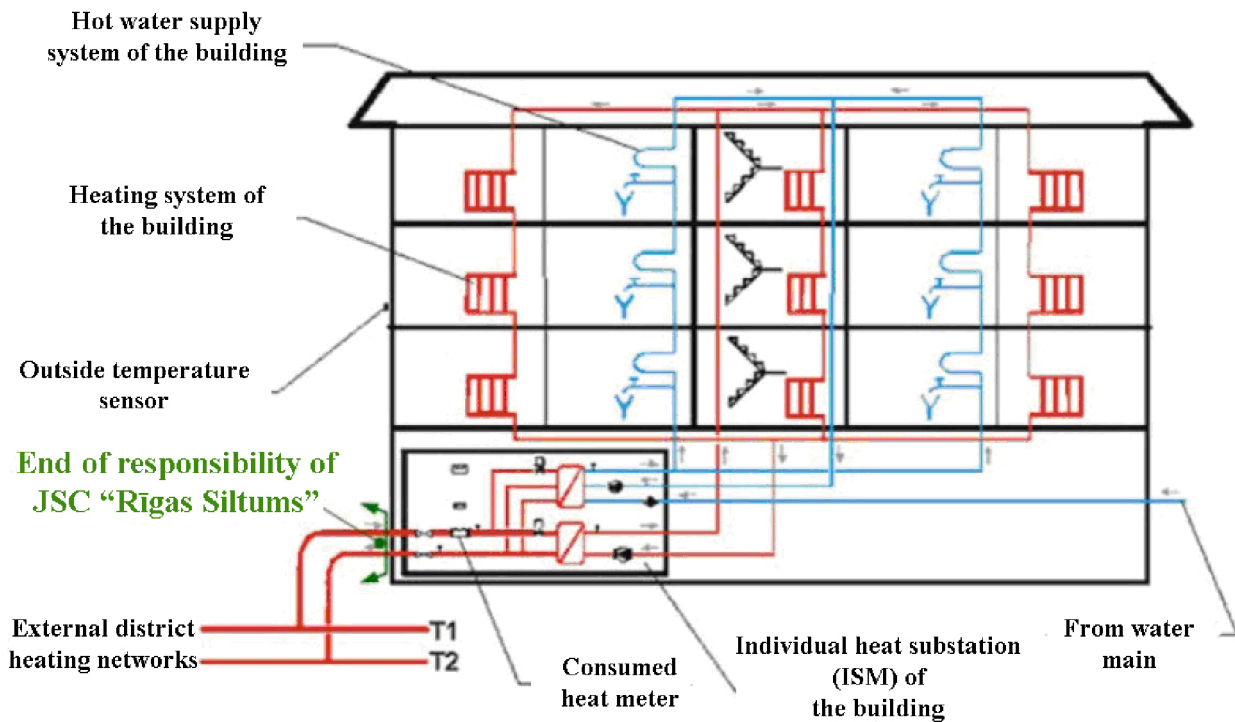 Hot water supply
system of the building
Heating system of
the building
Outside temperature
sensor
End of responsibility of
JSC “Rīgas Siltums”
External district
heating networks
T1
T2
Consumed
heat meter
Individual heat substation
(ISM) of
the building
From water
main